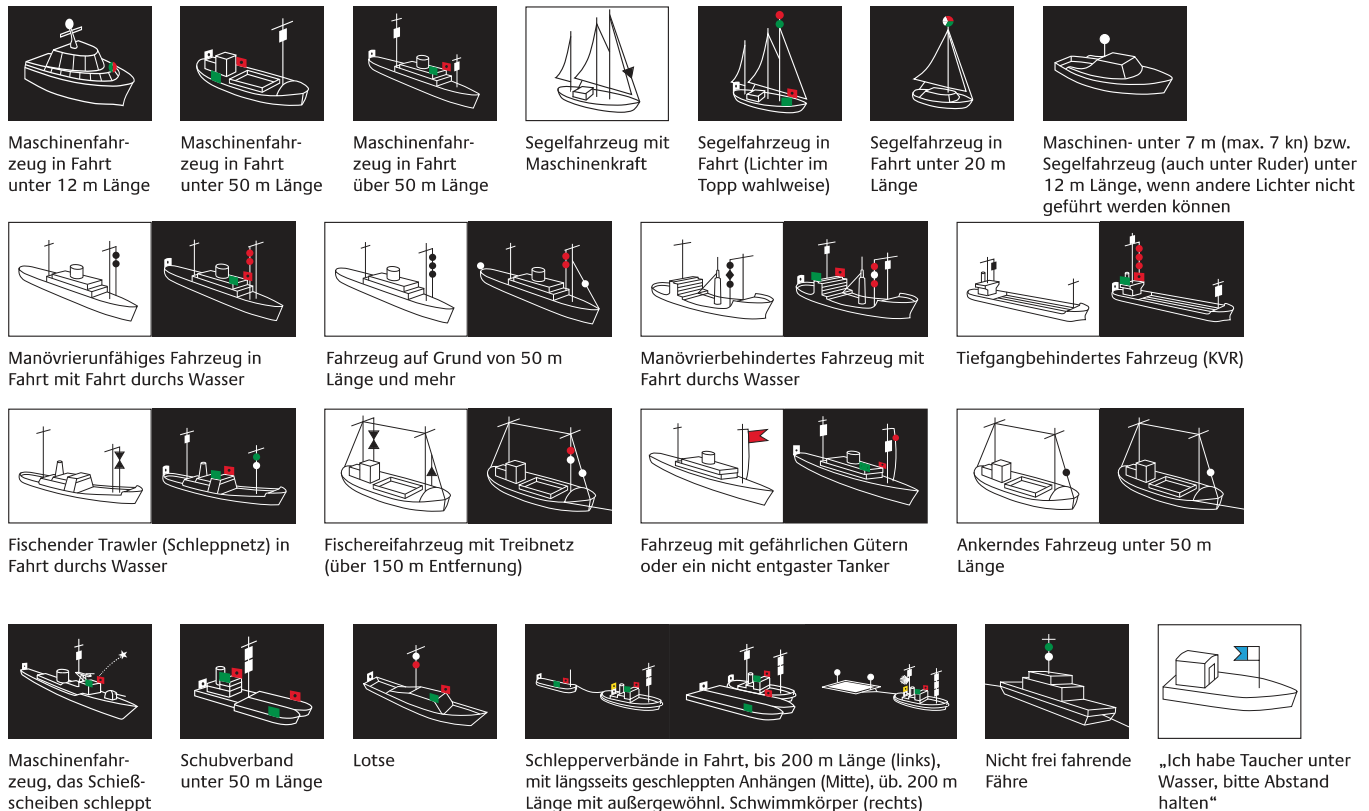 Maschinenfahr-
zeug in Fahrt
unter 12 m Länge
Maschinenfahr-
zeug in Fahrt
unter 50 m Länge
Maschinenfahr-
zeug in Fahrt
über 50 m Länge
Segelfahrzeug mit
Maschinenkraft
Segelfahrzeug in
Fahrt (Lichter im
Topp wahlweise)
Segelfahrzeug in
Fahrt unter 20 m
Länge
Maschinen- unter 7 m (max. 7 kn) bzw.
Segelfahrzeug (auch unter Ruder) unter
12 m Länge, wenn andere Lichter nicht
geführt werden können
Manövrierunfähiges Fahrzeug in
Fahrt mit Fahrt durchs Wasser
Fahrzeug auf Grund von 50 m
Länge und mehr
Manövrierbehindertes Fahrzeug mit
Fahrt durchs Wasser
Tiefgangbehindertes Fahrzeug (KVR)
Fischender Trawler (Schleppnetz) in
Fahrt durchs Wasser
Fischereifahrzeug mit Treibnetz
(über 150 m Entfernung)
Fahrzeug mit gefährlichen Gütern
oder ein nicht entgaster Tanker
Ankerndes Fahrzeug unter 50 m
Länge
Maschinenfahr-
zeug, das Schieß-
scheiben schleppt
Schubverband
unter 50 m Länge
Lotse
Schlepperverbände in Fahrt, bis 200 m Länge (links),
mit längsseits geschleppten Anhängen (Mitte), üb. 200 m
Länge mit außergewöhnl. Schwimmkörper (rechts)
Nicht frei fahrende
Fähre
„Ich habe Taucher unter
Wasser, bitte Abstand
halten"